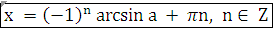 x = (−1)ⁿ arcsin a + πn, n ∈ Z